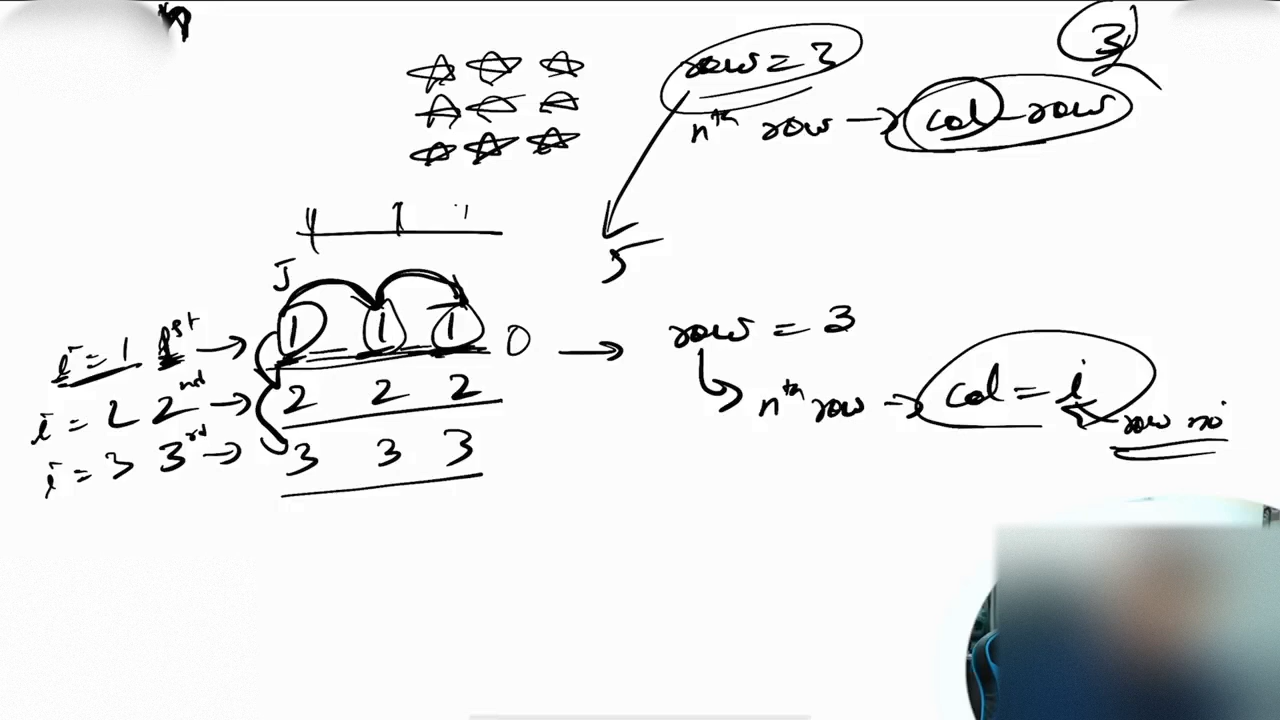 row = 3
3
nth row → col - row
5
J
i = 1 1st → 1 1 1 0 → row = 3
i = 2 2nd → 2 2 2
nth row → col = i
row no
i = 3 3rd → 3 3 3